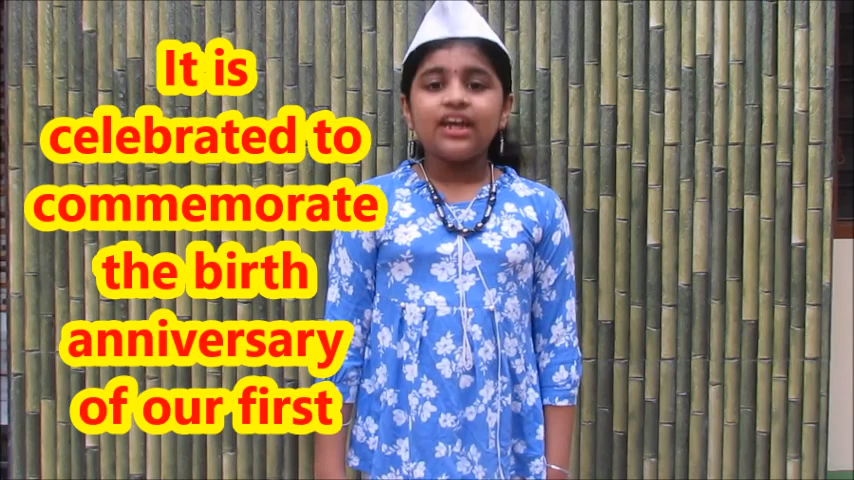 It is
celebrated to
commemorate
the birth
anniversary
of our first